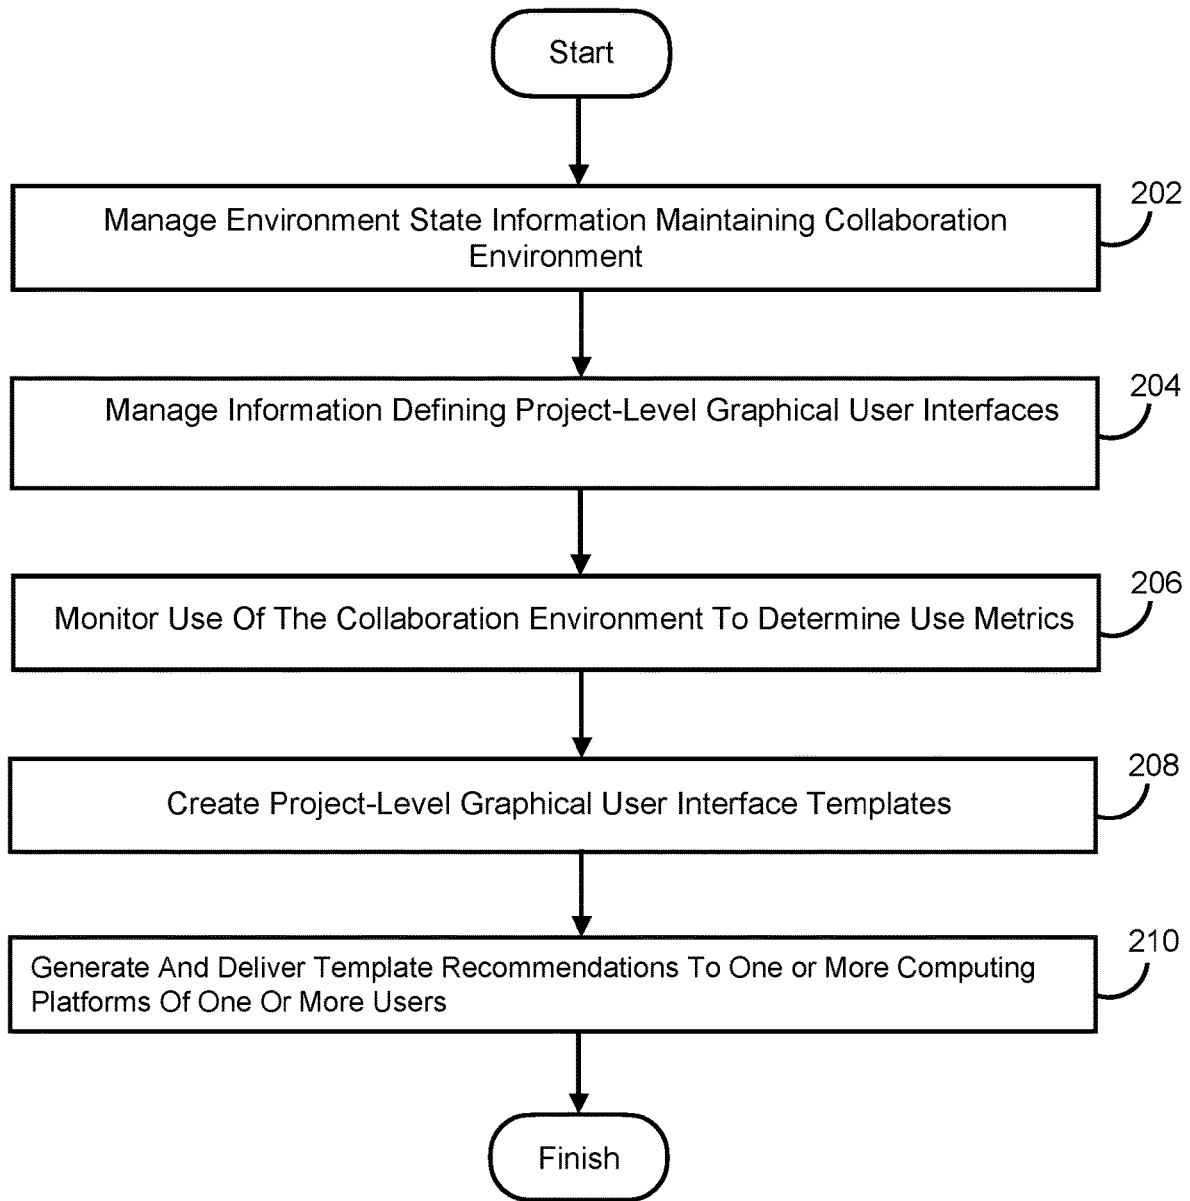 Start
202
Manage Environment State Information Maintaining Collaboration
Environment
204
Manage Information Defining Project-Level Graphical User Interfaces
206
Monitor Use Of The Collaboration Environment To Determine Use Metrics
208
Create Project-Level Graphical User Interface Templates
210
Generate And Deliver Template Recommendations To One or More Computing
Platforms Of One Or More Users
Finish